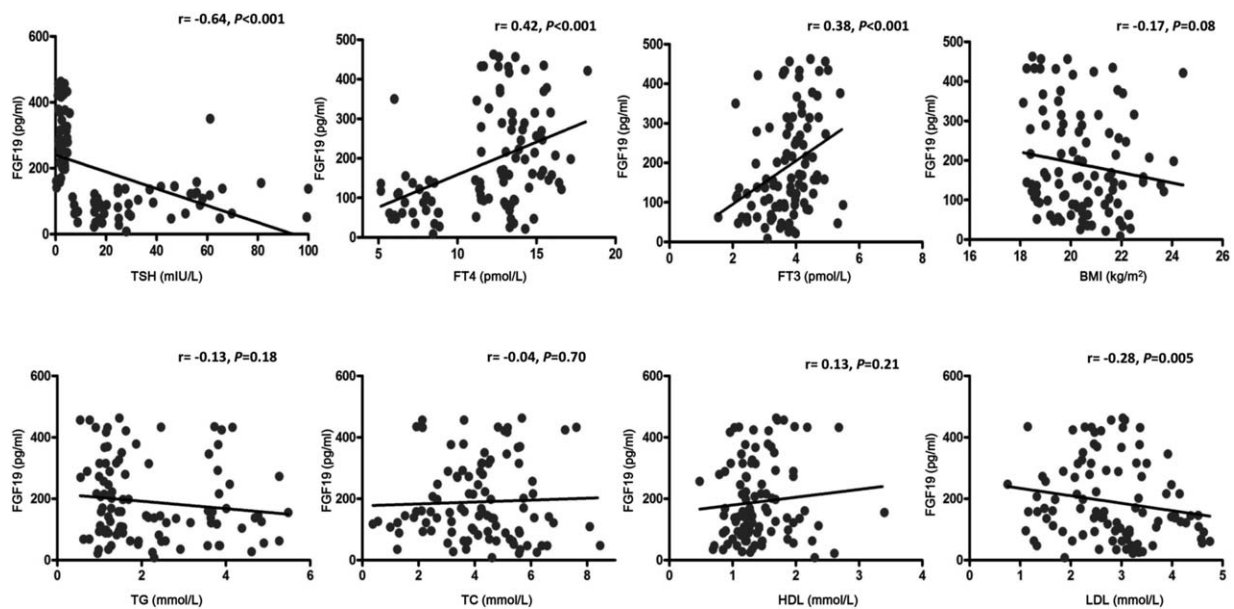 r= -0.64, P<0.001
600
400
200
0
FGF19 (pg/ml)
0 20 40 60 80 100
TSH (mIU/L)
r= 0.42, P<0.001
500
400
300
200
100
0
FGF19 (pg/ml)
5 10 15 20
FT4 (pmol/L)
r= 0.38, P<0.001
500
400
300
200
100
0
FGF19 (pg/ml)
0 2 4 6 8
FT3 (pmol/L)
r= -0.17, P=0.08
500
400
300
200
100
0
FGF19 (pg/ml)
16 18 20 22 24 26
BMI (kg/m²)
r= -0.13, P=0.18
600
400
200
0
FGF19 (pg/ml)
0 2 4 6
TG (mmol/L)
r= -0.04, P=0.70
600
400
200
0
FGF19 (pg/ml)
0 2 4 6 8
TC (mmol/L)
r= 0.13, P=0.21
600
400
200
0
FGF19 (pg/ml)
0 1 2 3 4
HDL (mmol/L)
r= -0.28, P=0.005
600
400
200
0
FGF19 (pg/ml)
0 1 2 3 4 5
LDL (mmol/L)